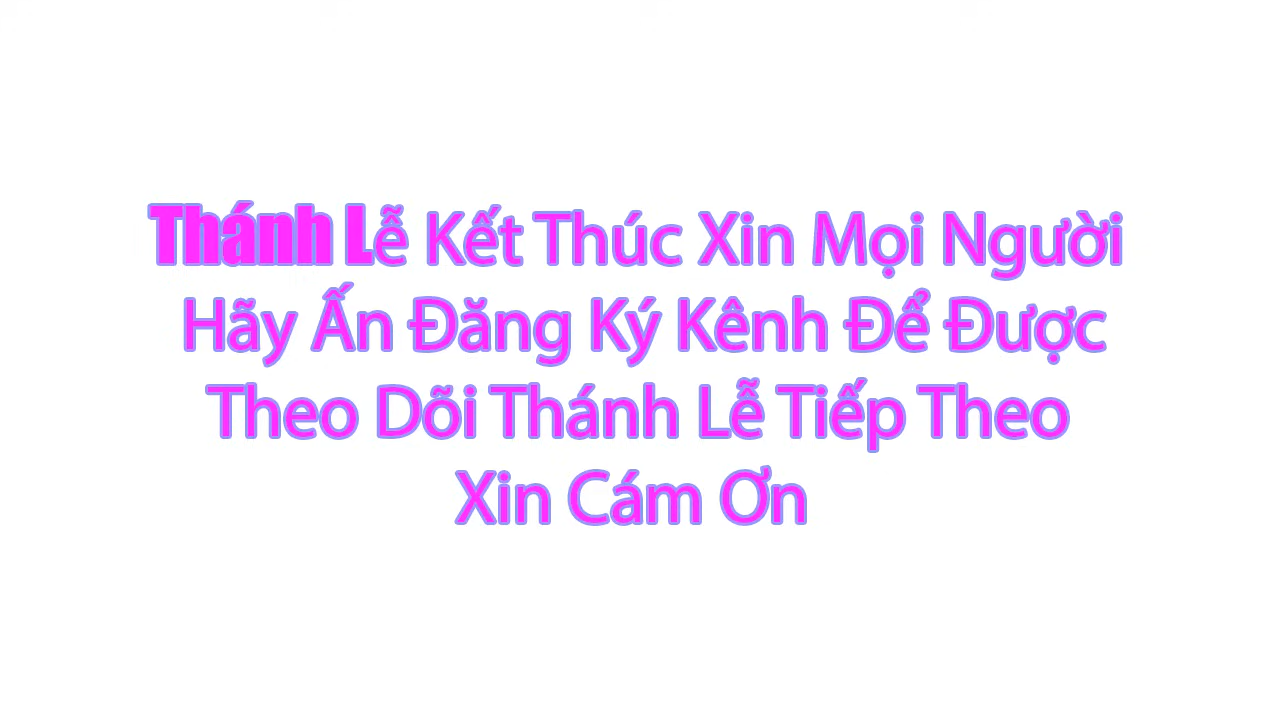 Thánh Lễ Kết Thúc Xin Mọi Người
Hãy Ấn Đăng Ký Kênh Để Được
Theo Dõi Thánh Lễ Tiếp Theo
Xin Cám Ơn